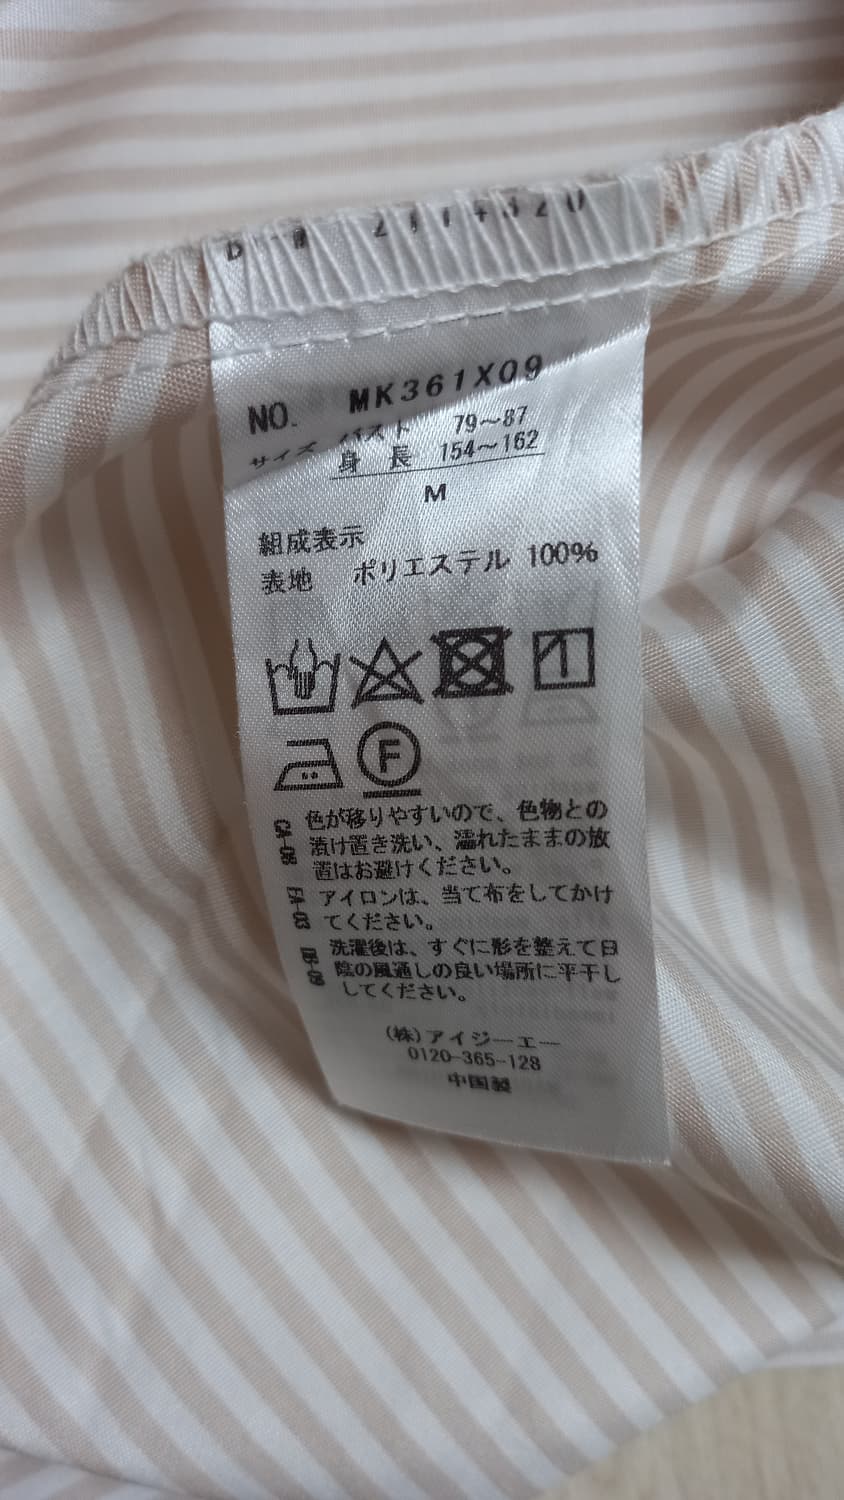 2114320
NO. MK361X09
サイズ バスト 79～87
身長 154～162
M
組成表示
表地 ポリエステル 100%
F
色が移りやすいので、色物との
漬け置き洗い、濡れたままの放
置はお避けください。
アイロンは、当て布をしてかけ
てください。
洗濯後は、すぐに形を整えて日
陰の風通しの良い場所に平干し
してください。
(株)アイジーエー
0120-365-128
中国製